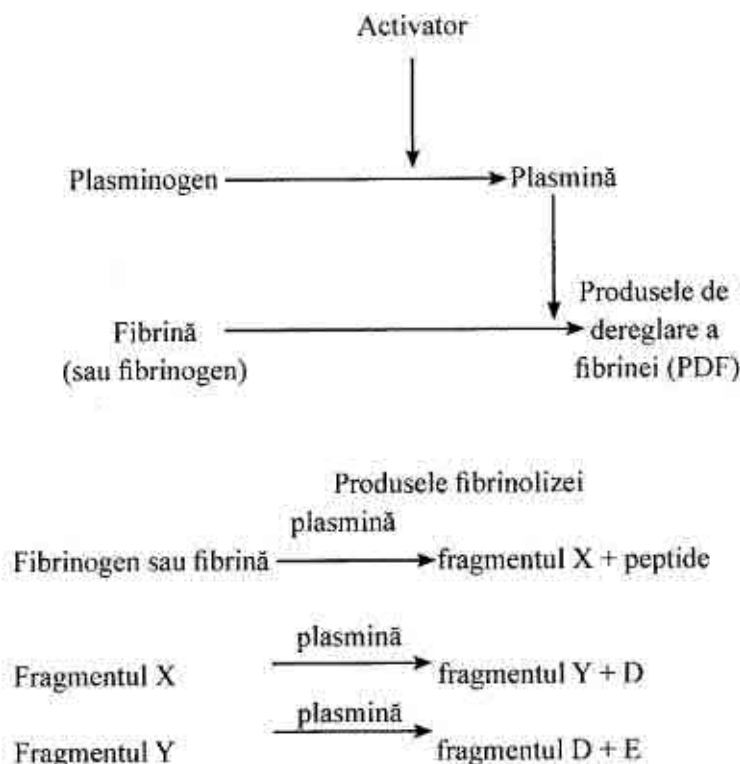 Activator
Plasminogen Plasmină
Fibrină
(sau fibrinogen)
Produsele de
dereglare a
fibrinei (PDF)
Produsele fibrinolizei
plasmină
Fibrinogen sau fibrină fragmentul X + peptide
plasmină
Fragmentul X fragmentul Y + D
plasmină
Fragmentul Y fragmentul D + E